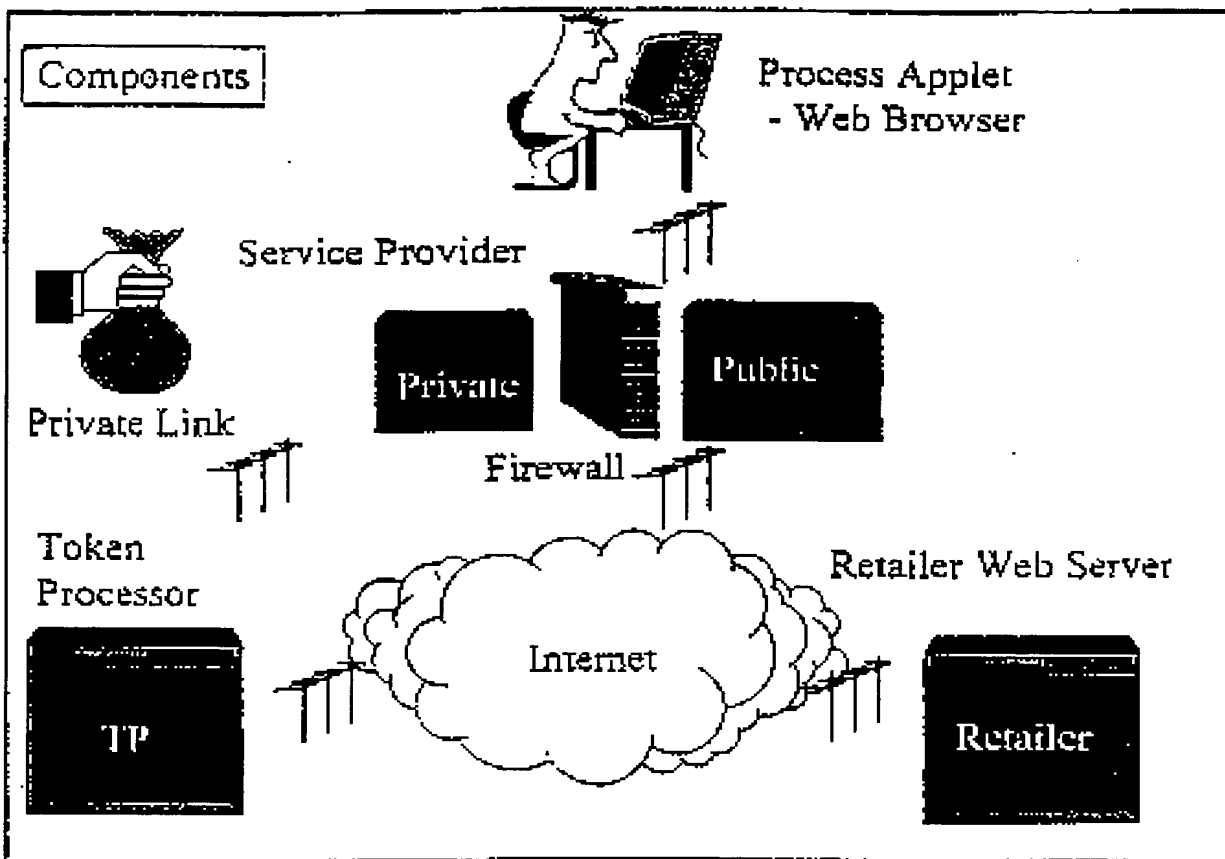 Components
Process Applet
- Web Browser
Service Provider
Private
Public
Private Link
Firewall
Token
Processor
Retailer Web Server
Internet
TP
Retailer